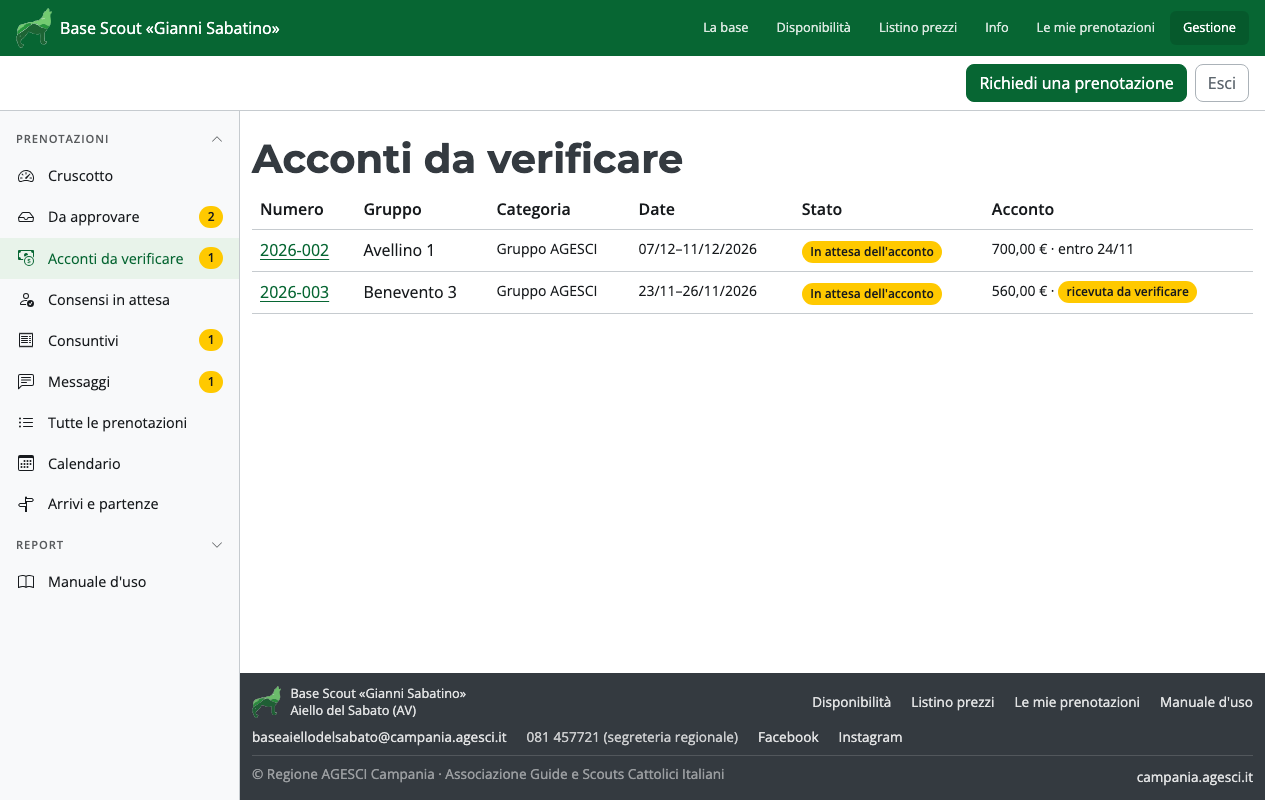 Base Scout «Gianni Sabatino»
La base Disponibilità Listino prezzi Info Le mie prenotazioni Gestione
Richiedi una prenotazione Esci
PRENOTAZIONI
Cruscotto
Da approvare 2
Acconti da verificare 1
Consensi in attesa
Consuntivi 1
Messaggi 1
Tutte le prenotazioni
Calendario
Arrivi e partenze
REPORT
Manuale d'uso
Acconti da verificare
Numero Gruppo Categoria Date Stato Acconto
2026-002 Avellino 1 Gruppo AGESCI 07/12–11/12/2026 In attesa dell'acconto 700,00 € · entro 24/11
2026-003 Benevento 3 Gruppo AGESCI 23/11–26/11/2026 In attesa dell'acconto 560,00 € · ricevuta da verificare
Base Scout «Gianni Sabatino»
Aiello del Sabato (AV)
Disponibilità Listino prezzi Le mie prenotazioni Manuale d'uso
baseaiellodelsabato@campania.agesci.it 081 457721 (segreteria regionale) Facebook Instagram
© Regione AGESCI Campania · Associazione Guide e Scouts Cattolici Italiani
campania.agesci.it